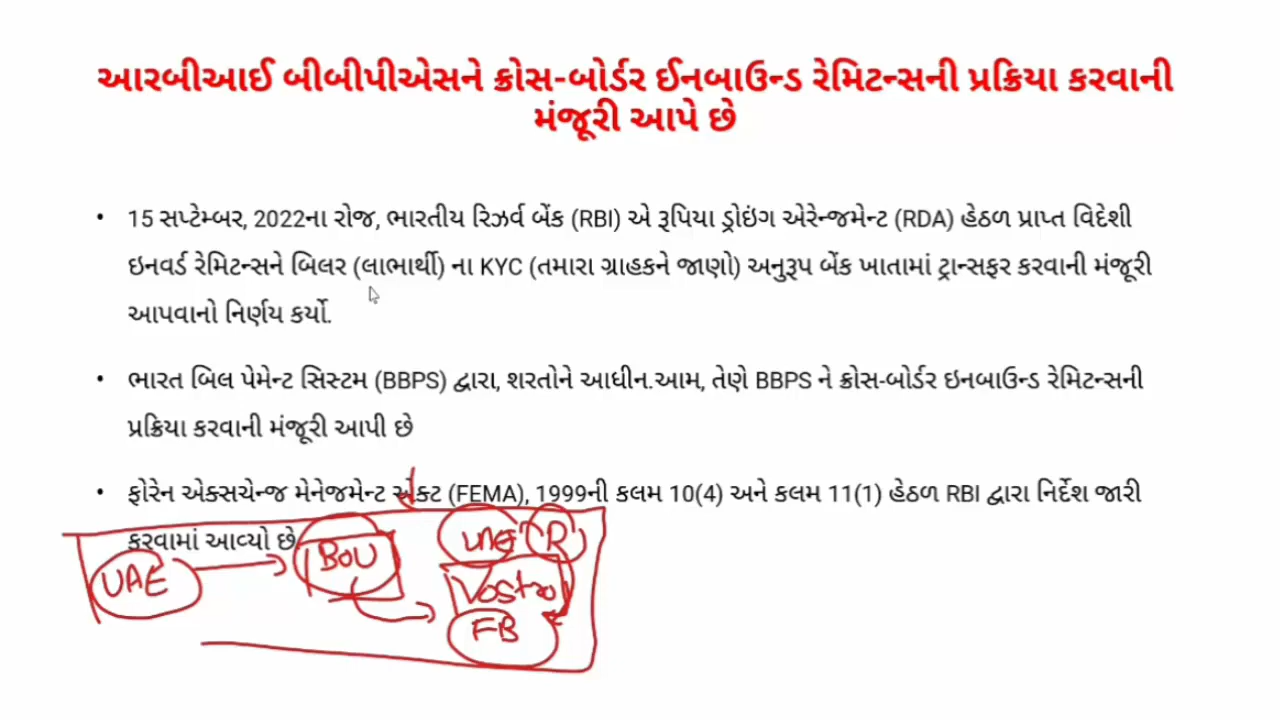 આરબીઆઈ બીબીપીએસને ક્રોસ-બોર્ડર ઈનબાઉન્ડ રેમિટન્સની પ્રક્રિયા કરવાની
મંજૂરી આપે છે
• 15 સપ્ટેમ્બર, 2022ના રોજ, ભારતીય રિઝર્વ બેંક (RBI) એ રૂપિયા ડ્રોઇંગ એરેન્જમેન્ટ (RDA) હેઠળ પ્રાપ્ત વિદેશી
ઇનવર્ડ રેમિટન્સને બિલર (લાભાર્થી) ના KYC (તમારા ગ્રાહકને જાણો) અનુરૂપ બેંક ખાતામાં ટ્રાન્સફર કરવાની મંજૂરી
આપવાનો નિર્ણય કર્યો.
• ભારત બિલ પેમેન્ટ સિસ્ટમ (BBPS) દ્વારા, શરતોને આધીન.આમ, તેણે BBPS ને ક્રોસ-બોર્ડર ઇનબાઉન્ડ રેમિટન્સની
પ્રક્રિયા કરવાની મંજૂરી આપી છે
• ફોરેન એક્સચેન્જ મેનેજમેન્ટ એક્ટ (FEMA), 1999ની કલમ 10(4) અને કલમ 11(1) હેઠળ RBI દ્વારા નિર્દેશ જારી
કરવામાં આવ્યો છે
UAE BOU UAE R
Vostro
FB